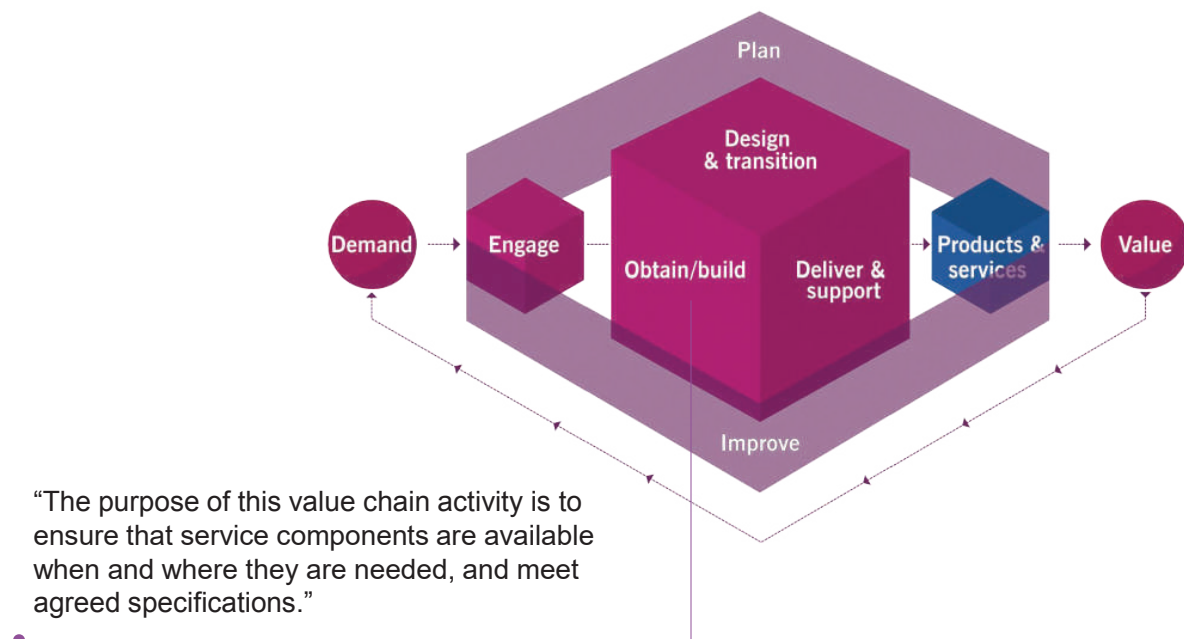 Plan
Design
& transition
Demand
Engage
Obtain/build
Deliver &
support
Products &
services
Value
Improve
“The purpose of this value chain activity is to
ensure that service components are available
when and where they are needed, and meet
agreed specifications.”